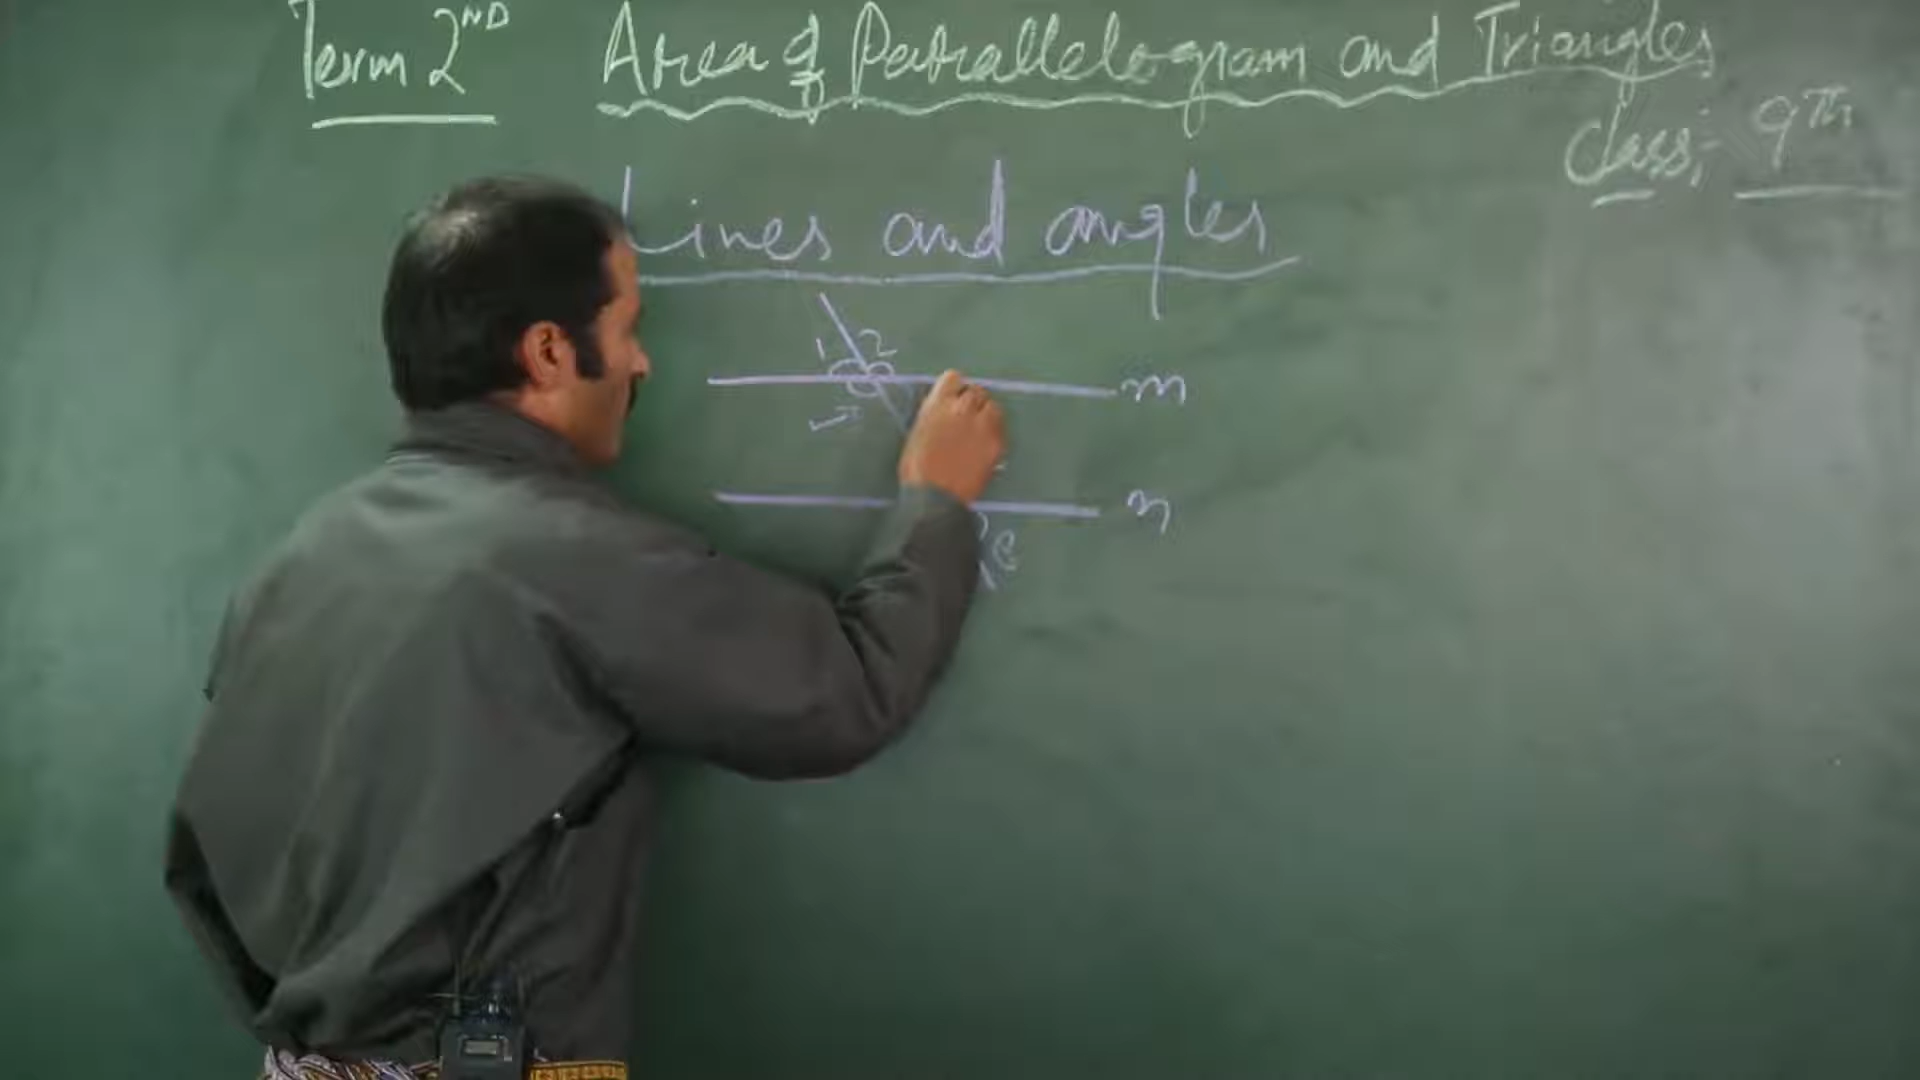 Term 2ND
Area of Parallelogram and Triangles
Class:- 9Th
Lines and angles
1 2
m
n